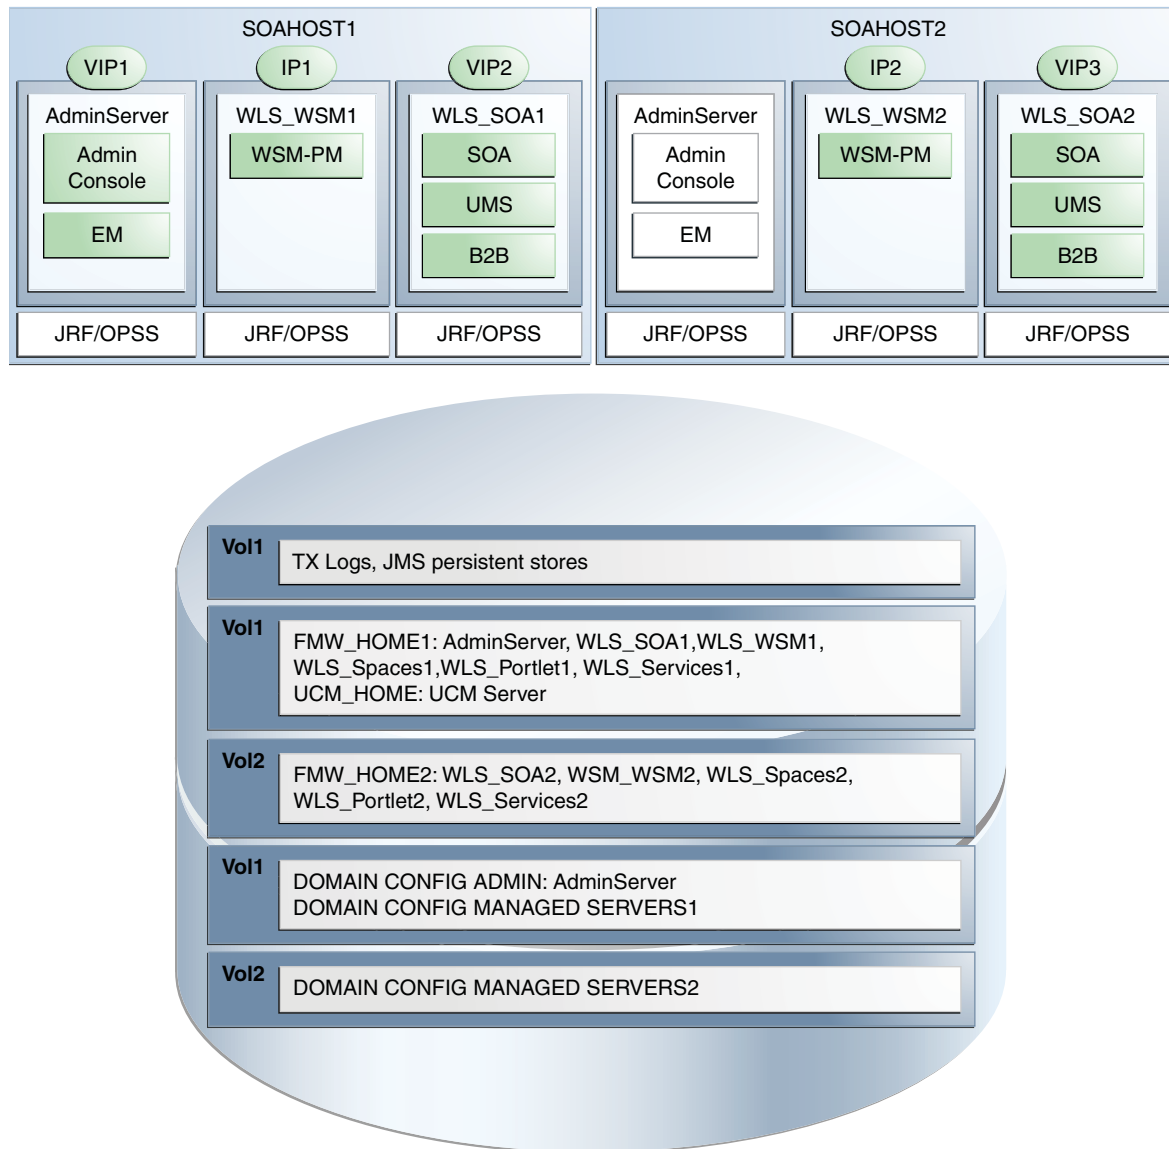 SOAHOST1
VIP1
IP1
VIP2
AdminServer
Admin
Console
EM
WLS_WSM1
WSM-PM
WLS_SOA1
SOA
UMS
B2B
JRF/OPSS
JRF/OPSS
JRF/OPSS
SOAHOST2
IP2
VIP3
AdminServer
Admin
Console
EM
WLS_WSM2
WSM-PM
WLS_SOA2
SOA
UMS
B2B
JRF/OPSS
JRF/OPSS
JRF/OPSS
Vol1
TX Logs, JMS persistent stores
Vol1
FMW_HOME1: AdminServer, WLS_SOA1,WLS_WSM1,
WLS_Spaces1,WLS_Portlet1, WLS_Services1,
UCM_HOME: UCM Server
Vol2
FMW_HOME2: WLS_SOA2, WSM_WSM2, WLS_Spaces2,
WLS_Portlet2, WLS_Services2
Vol1
DOMAIN CONFIG ADMIN: AdminServer
DOMAIN CONFIG MANAGED SERVERS1
Vol2
DOMAIN CONFIG MANAGED SERVERS2